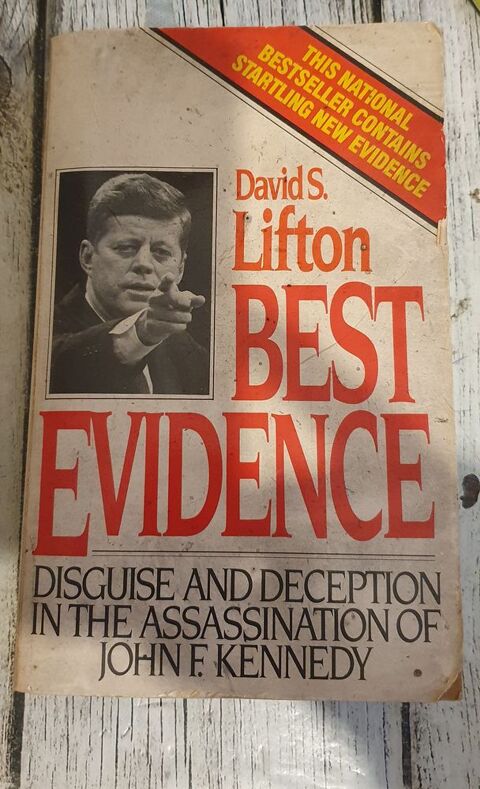 THIS NATIONAL
BESTSELLER CONTAINS
STARTLING NEW EVIDENCE
David S.
Lifton
BEST
EVIDENCE
DISGUISE AND DECEPTION
IN THE ASSASSINATION OF
JOHN F. KENNEDY